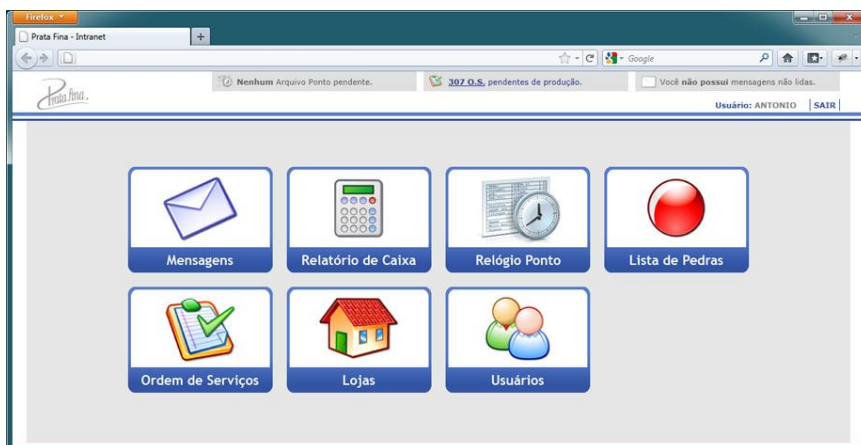 Firefox
Prata Fina - Intranet
Google
Prata fina.
Nenhum Arquivo Ponto pendente.
307 O.S. pendentes de produção.
Você não possui mensagens não lidas.
Usuário: ANTONIO | SAIR |
Mensagens
Relatório de Caixa
Relógio Ponto
Lista de Pedras
Ordem de Serviços
Lojas
Usuários